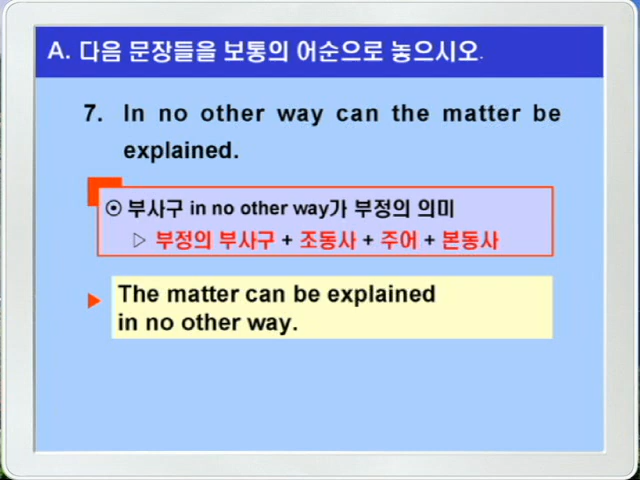 A. 다음 문장들을 보통의 어순으로 놓으시오.
7. In no other way can the matter be
explained.
⊙ 부사구 in no other way가 부정의 의미
▷ 부정의 부사구 + 조동사 + 주어 + 본동사
The matter can be explained
in no other way.